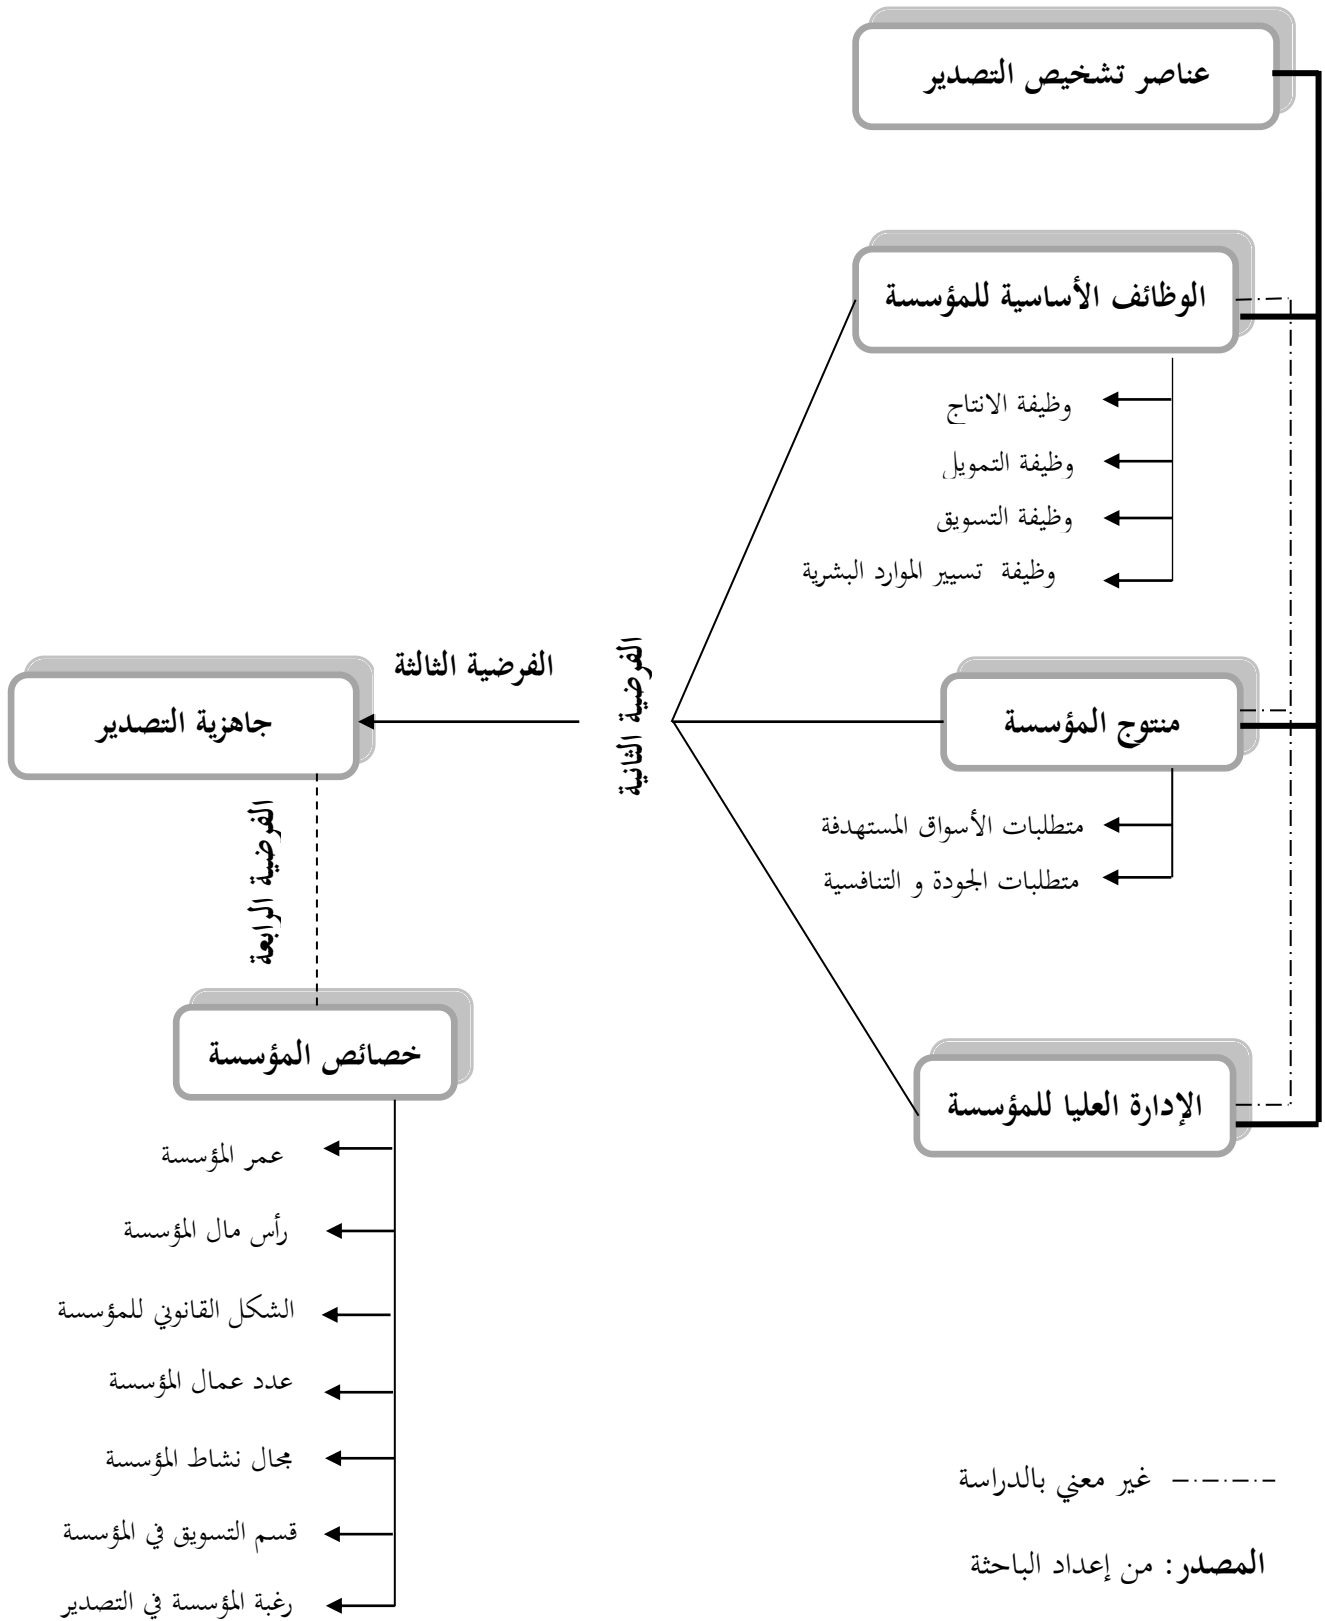 عناصر تشخيص التصدير
الوظائف الأساسية للمؤسسة
وظيفة الانتاج
وظيفة التمويل
وظيفة التسويق
وظيفة تسيير الموارد البشرية
الفرضية الثانية
الفرضية الثالثة
منتوج المؤسسة
جاهزية التصدير
متطلبات الأسواق المستهدفة
متطلبات الجودة و التنافسية
الفرضية الرابعة
الإدارة العليا للمؤسسة
خصائص المؤسسة
عمر المؤسسة
رأس مال المؤسسة
الشكل القانوني للمؤسسة
عدد عمال المؤسسة
مجال نشاط المؤسسة
قسم التسويق في المؤسسة
رغبة المؤسسة في التصدير
غير معني بالدراسة
المصدر: من إعداد الباحثة